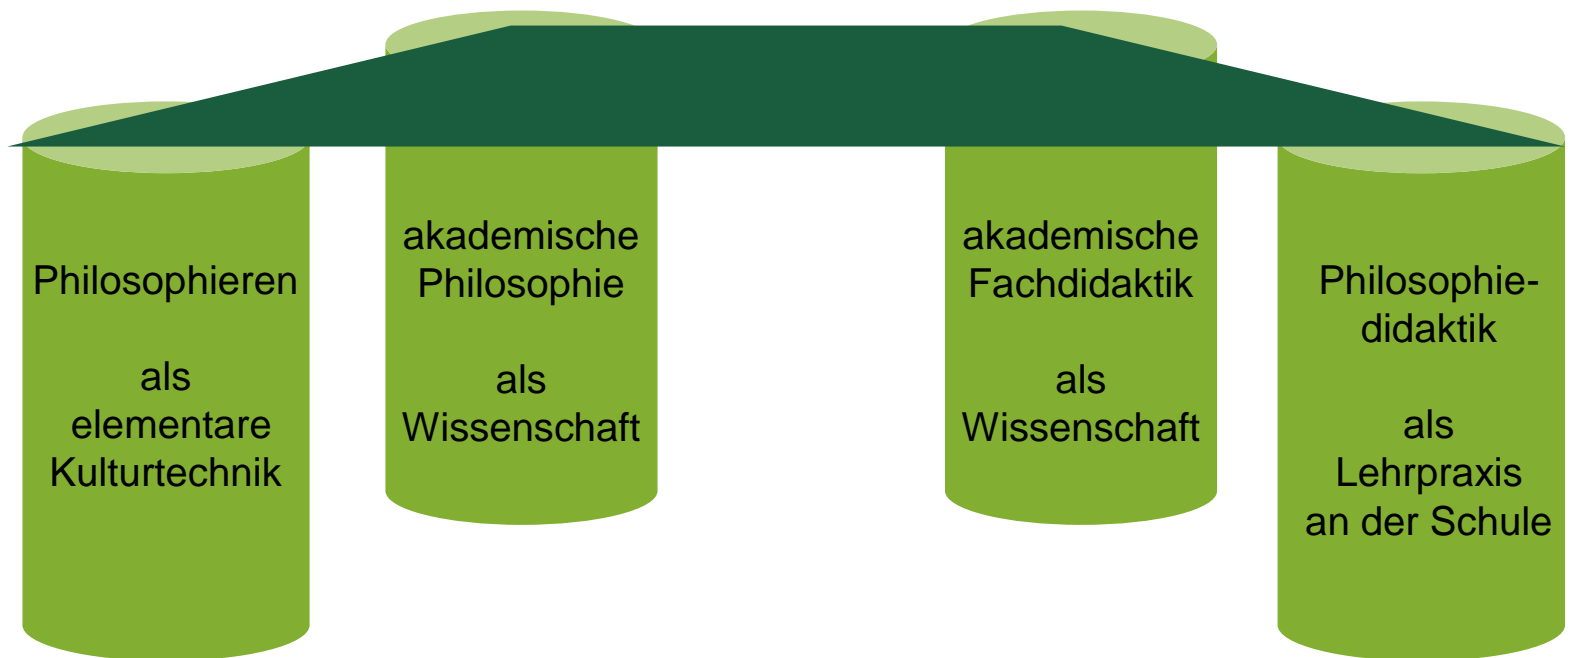 Philosophieren
als
elementare
Kulturtechnik
akademische
Philosophie
als
Wissenschaft
akademische
Fachdidaktik
als
Wissenschaft
Philosophie-
didaktik
als
Lehrpraxis
an der Schule